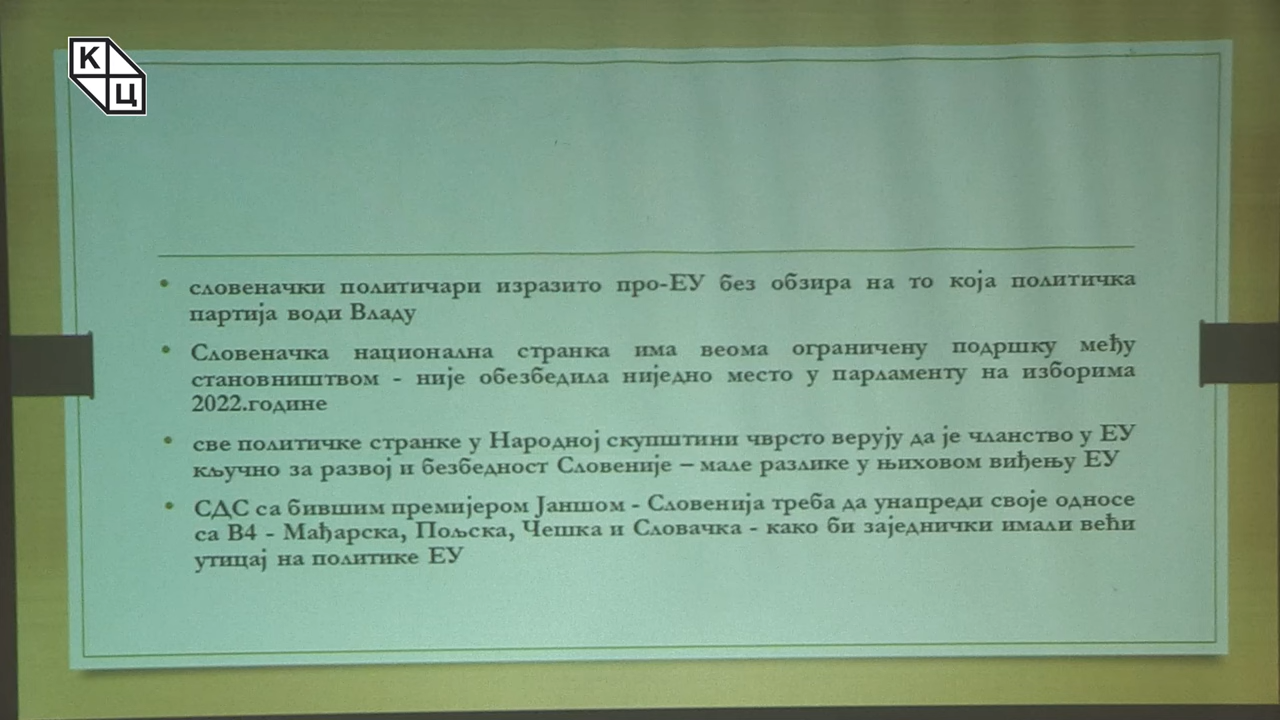 К
Ц
• словеначки политичари изразито про-ЕУ без обзира на то која политичка
партија води Владу
• Словеначка национална странка има веома ограничену подршку међу
становништвом - није обезбедила ниједно место у парламенту на изборима
2022.године
• све политичке странке у Народној скупштини чврсто верују да је чланство у ЕУ
кључно за развој и безбедност Словеније – мале разлике у њиховом виђењу ЕУ
• СДС са бившим премијером Јаншом - Словенија треба да унапреди своје односе
са В4 - Мађарска, Пољска, Чешка и Словачка - како би заједнички имали већи
утицај на политике ЕУ